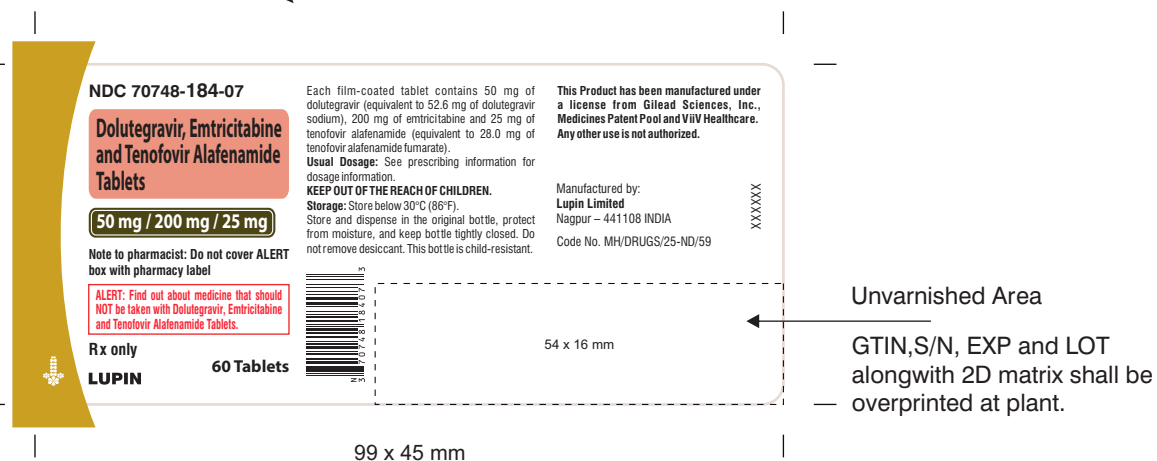 NDC 70748-184-07
Dolutegravir, Emtricitabine
and Tenofovir Alafenamide
Tablets
50 mg / 200 mg / 25 mg
Note to pharmacist: Do not cover ALERT
box with pharmacy label
ALERT: Find out about medicine that should
NOT be taken with Dolutegravir, Emtricitabine
and Tenofovir Alafenamide Tablets.
Rx only
60 Tablets
LUPIN
Each film-coated tablet contains 50 mg of
dolutegravir (equivalent to 52.6 mg of dolutegravir
sodium), 200 mg of emtricitabine and 25 mg of
tenofovir alafenamide (equivalent to 28.0 mg of
tenofovir alafenamide fumarate).
Usual Dosage: See prescribing information for
dosage information.
KEEP OUT OF THE REACH OF CHILDREN.
Storage: Store below 30°C (86°F).
Store and dispense in the original bottle, protect
from moisture, and keep bottle tightly closed. Do
not remove desiccant. This bottle is child-resistant.
N
3 70748 18407 3
This Product has been manufactured under
a license from Gilead Sciences, Inc.,
Medicines Patent Pool and ViiV Healthcare.
Any other use is not authorized.
Manufactured by:
Lupin Limited
Nagpur – 441108 INDIA
Code No. MH/DRUGS/25-ND/59
XXXXXX
54 x 16 mm
Unvarnished Area
GTIN,S/N, EXP and LOT
alongwith 2D matrix shall be
overprinted at plant.
99 x 45 mm